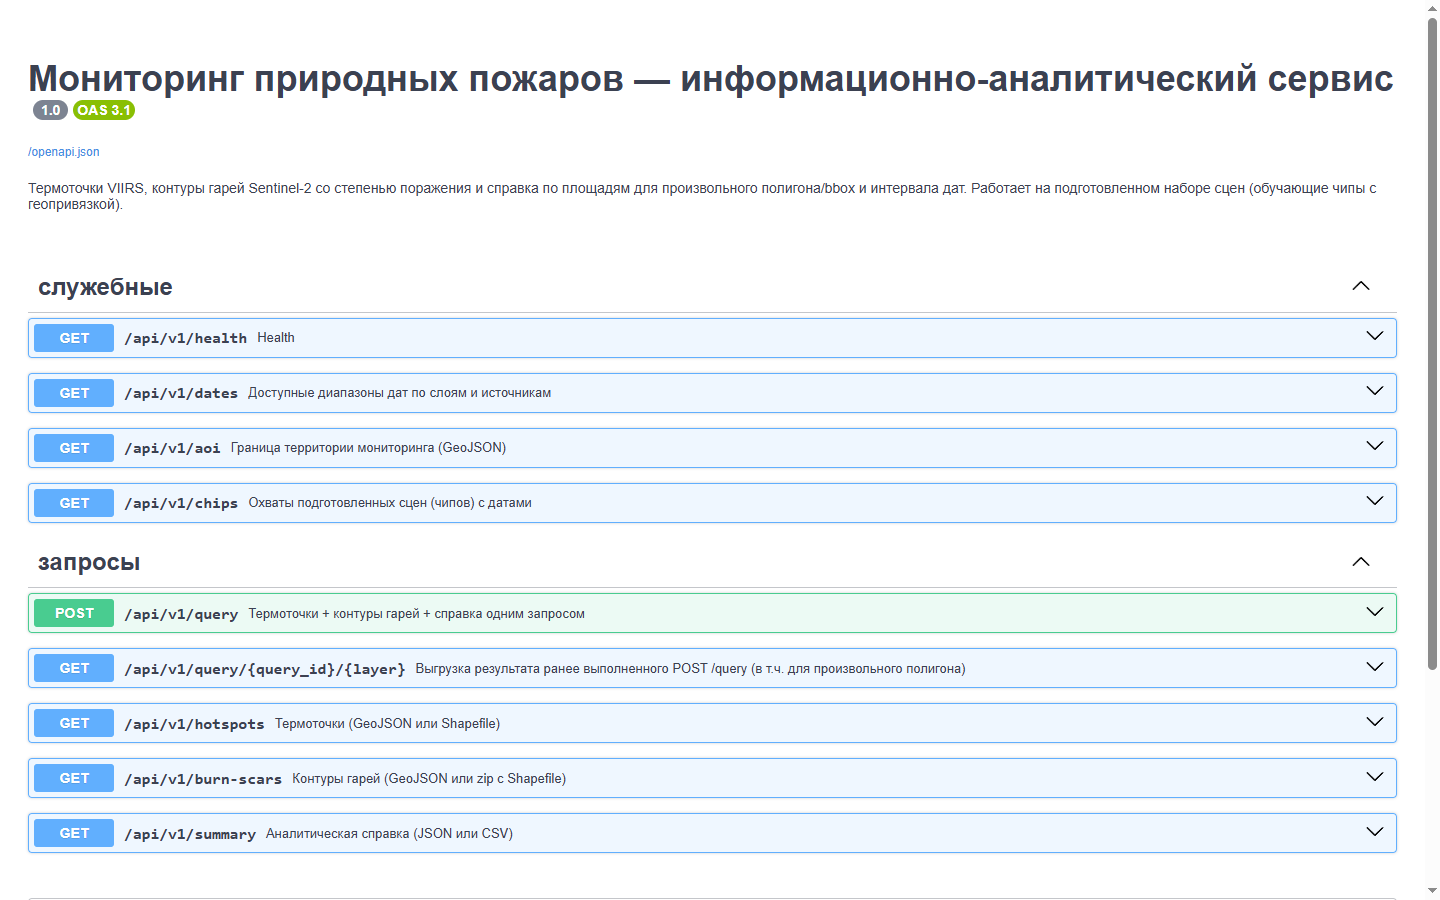 Мониторинг природных пожаров — информационно-аналитический сервис
1.0 OAS 3.1
/openapi.json
Термоточки VIIRS, контуры гарей Sentinel-2 со степенью поражения и справка по площадям для произвольного полигона/bbox и интервала дат. Работает на подготовленном наборе сцен (обучающие чипы с
геопривязкой).
служебные
GET /api/v1/health Health
GET /api/v1/dates Доступные диапазоны дат по слоям и источникам
GET /api/v1/aoi Граница территории мониторинга (GeoJSON)
GET /api/v1/chips Охваты подготовленных сцен (чипов) с датами
запросы
POST /api/v1/query Термоточки + контуры гарей + справка одним запросом
GET /api/v1/query/{query_id}/{layer} Выгрузка результата ранее выполненного POST /query (в т.ч. для произвольного полигона)
GET /api/v1/hotspots Термоточки (GeoJSON или Shapefile)
GET /api/v1/burn-scars Контуры гарей (GeoJSON или zip с Shapefile)
GET /api/v1/summary Аналитическая справка (JSON или CSV)